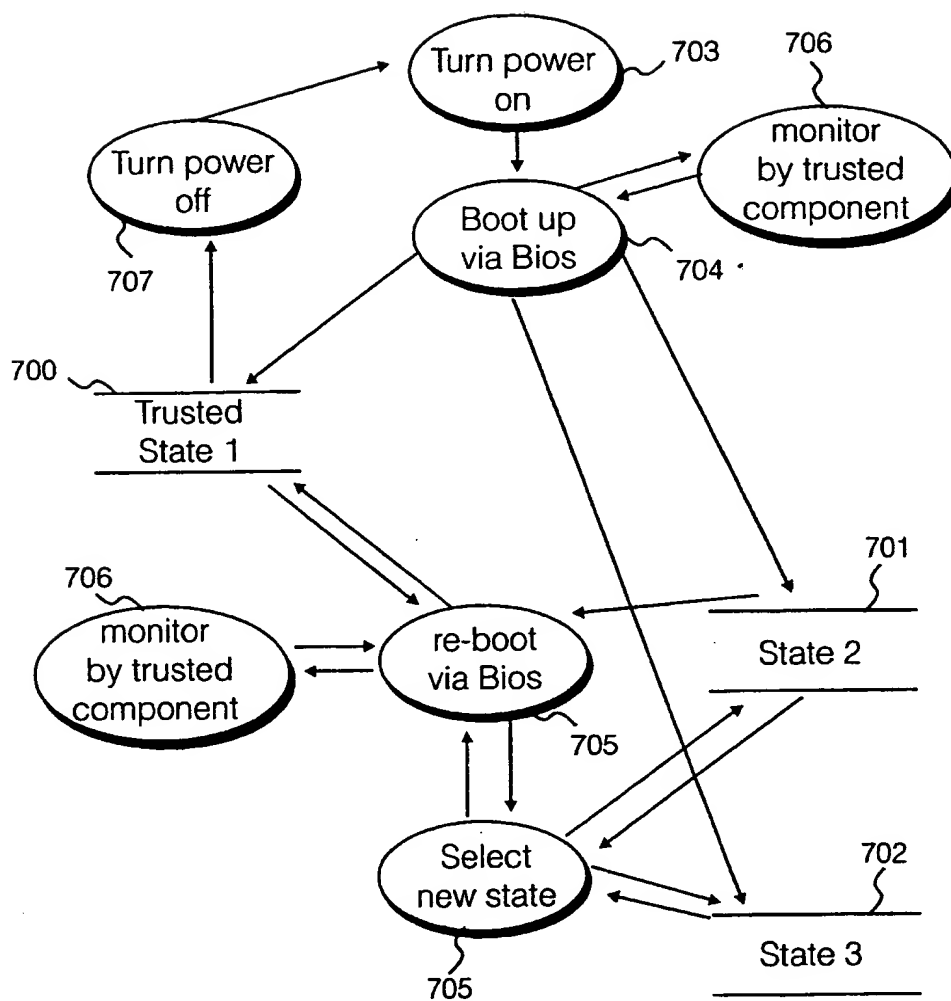 Turn power
on
703
706
monitor
by trusted
component
Turn power
off
707
Boot up
via Bios
704
700
Trusted
State 1
701
State 2
706
monitor
by trusted
component
re-boot
via Bios
705
Select
new state
705
702
State 3